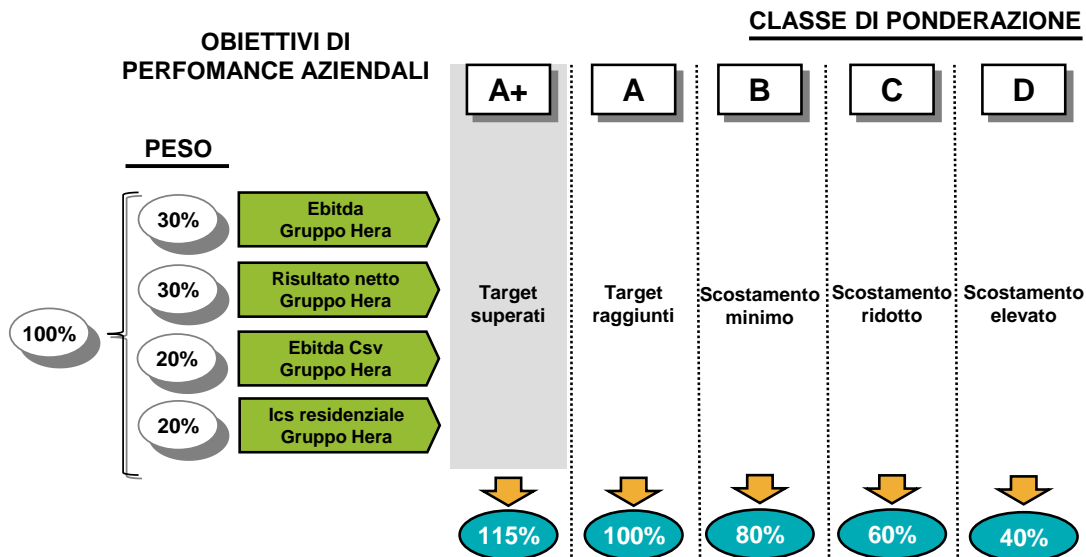 CLASSE DI PONDERAZIONE
OBIETTIVI DI
PERFOMANCE AZIENDALI
A+
A
B
C
D
PESO
30%
Ebitda
Gruppo Hera
30%
Risultato netto
Gruppo Hera
100%
20%
Ebitda Csv
Gruppo Hera
20%
Ics residenziale
Gruppo Hera
Target
superati
Target
raggiunti
Scostamento
minimo
Scostamento
ridotto
Scostamento
elevato
115%
100%
80%
60%
40%